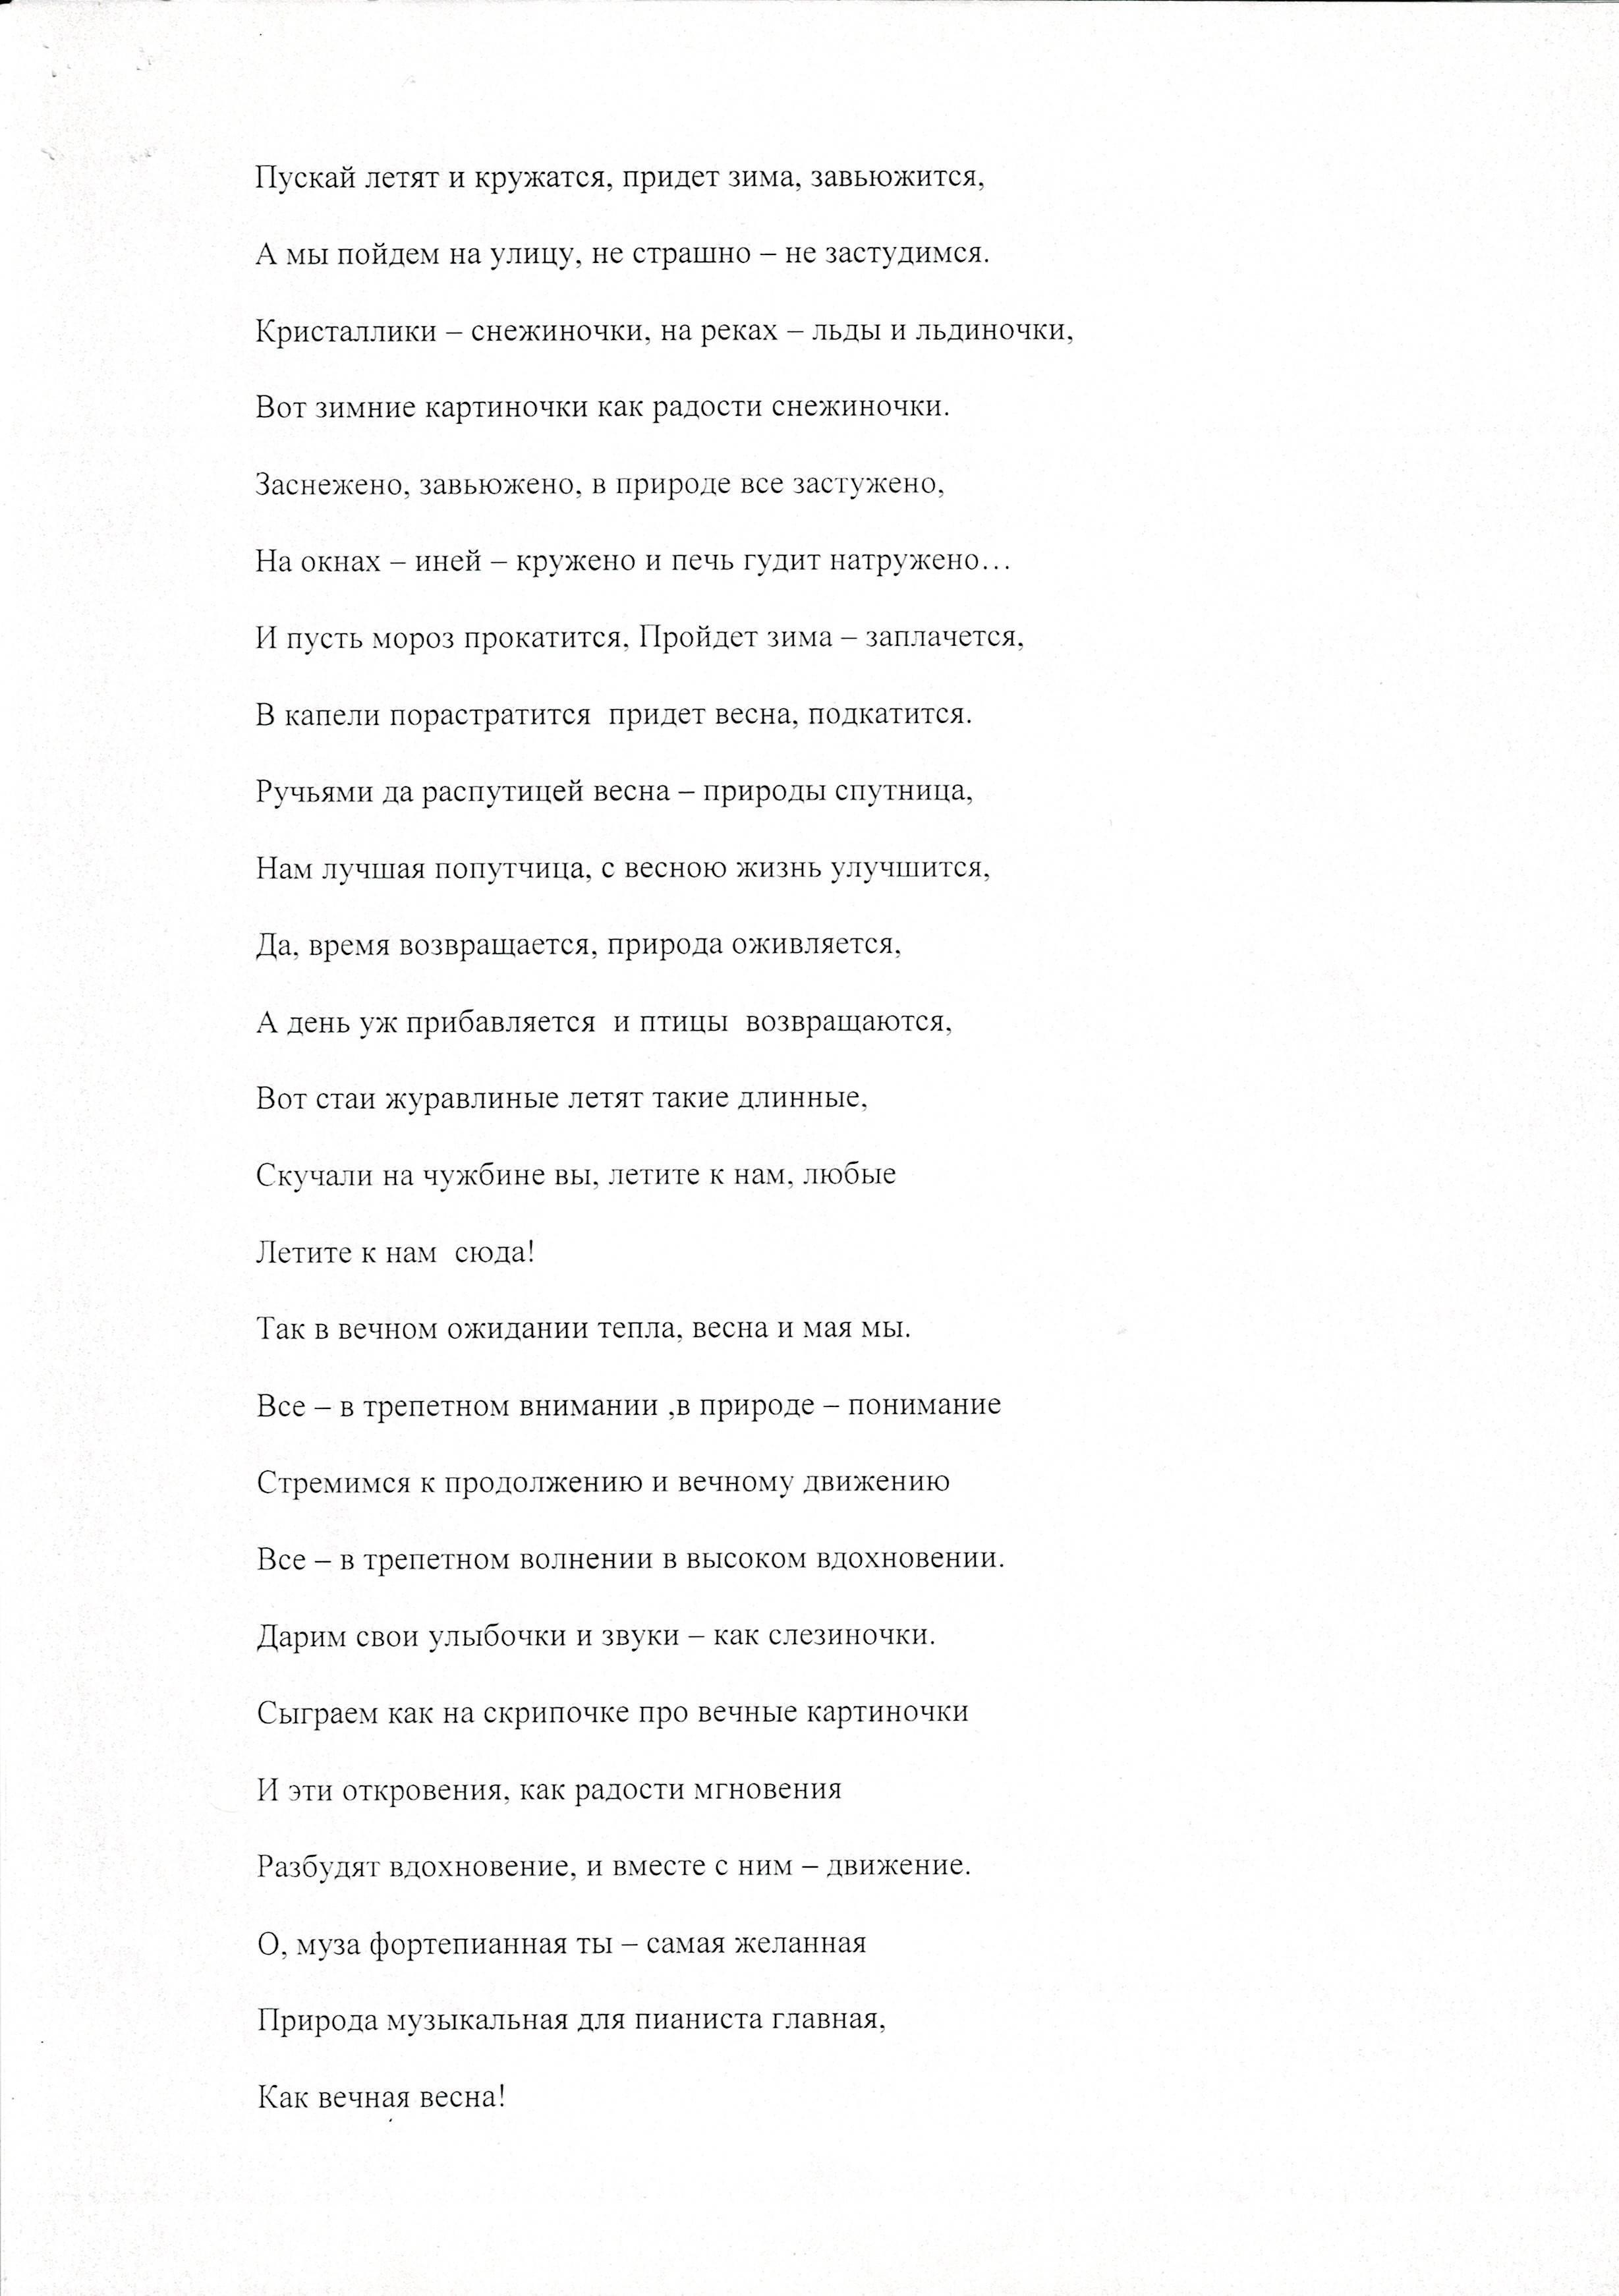 Пускай летят и кружатся, придет зима, завьюжится,
А мы пойдем на улицу, не страшно – не застудимся.
Кристаллики – снежиночки, на реках – льды и льдиночки,
Вот зимние картиночки как радости снежиночки.
Заснежено, завьюжено, в природе все застужено,
На окнах – иней – кружено и печь гудит натружено…
И пусть мороз прокатится, Пройдет зима – заплачется,
В капели порастратится  придет весна, подкатится.
Ручьями да распутицей весна – природы спутница,
Нам лучшая попутчица, с весною жизнь улучшится,
Да, время возвращается, природа оживляется,
А день уж прибавляется  и птицы  возвращаются,
Вот стаи журавлиные летят такие длинные,
Скучали на чужбине вы, летите к нам, любые
Летите к нам  сюда!
Так в вечном ожидании тепла, весна и мая мы.
Все – в трепетном внимании ,в природе – понимание
Стремимся к продолжению и вечному движению
Все – в трепетном волнении в высоком вдохновении.
Дарим свои улыбочки и звуки – как слезиночки.
Сыграем как на скрипочке про вечные картиночки
И эти откровения, как радости мгновения
Разбудят вдохновение, и вместе с ним – движение.
О, муза фортепианная ты – самая желанная
Природа музыкальная для пианиста главная,
Как вечная весна!